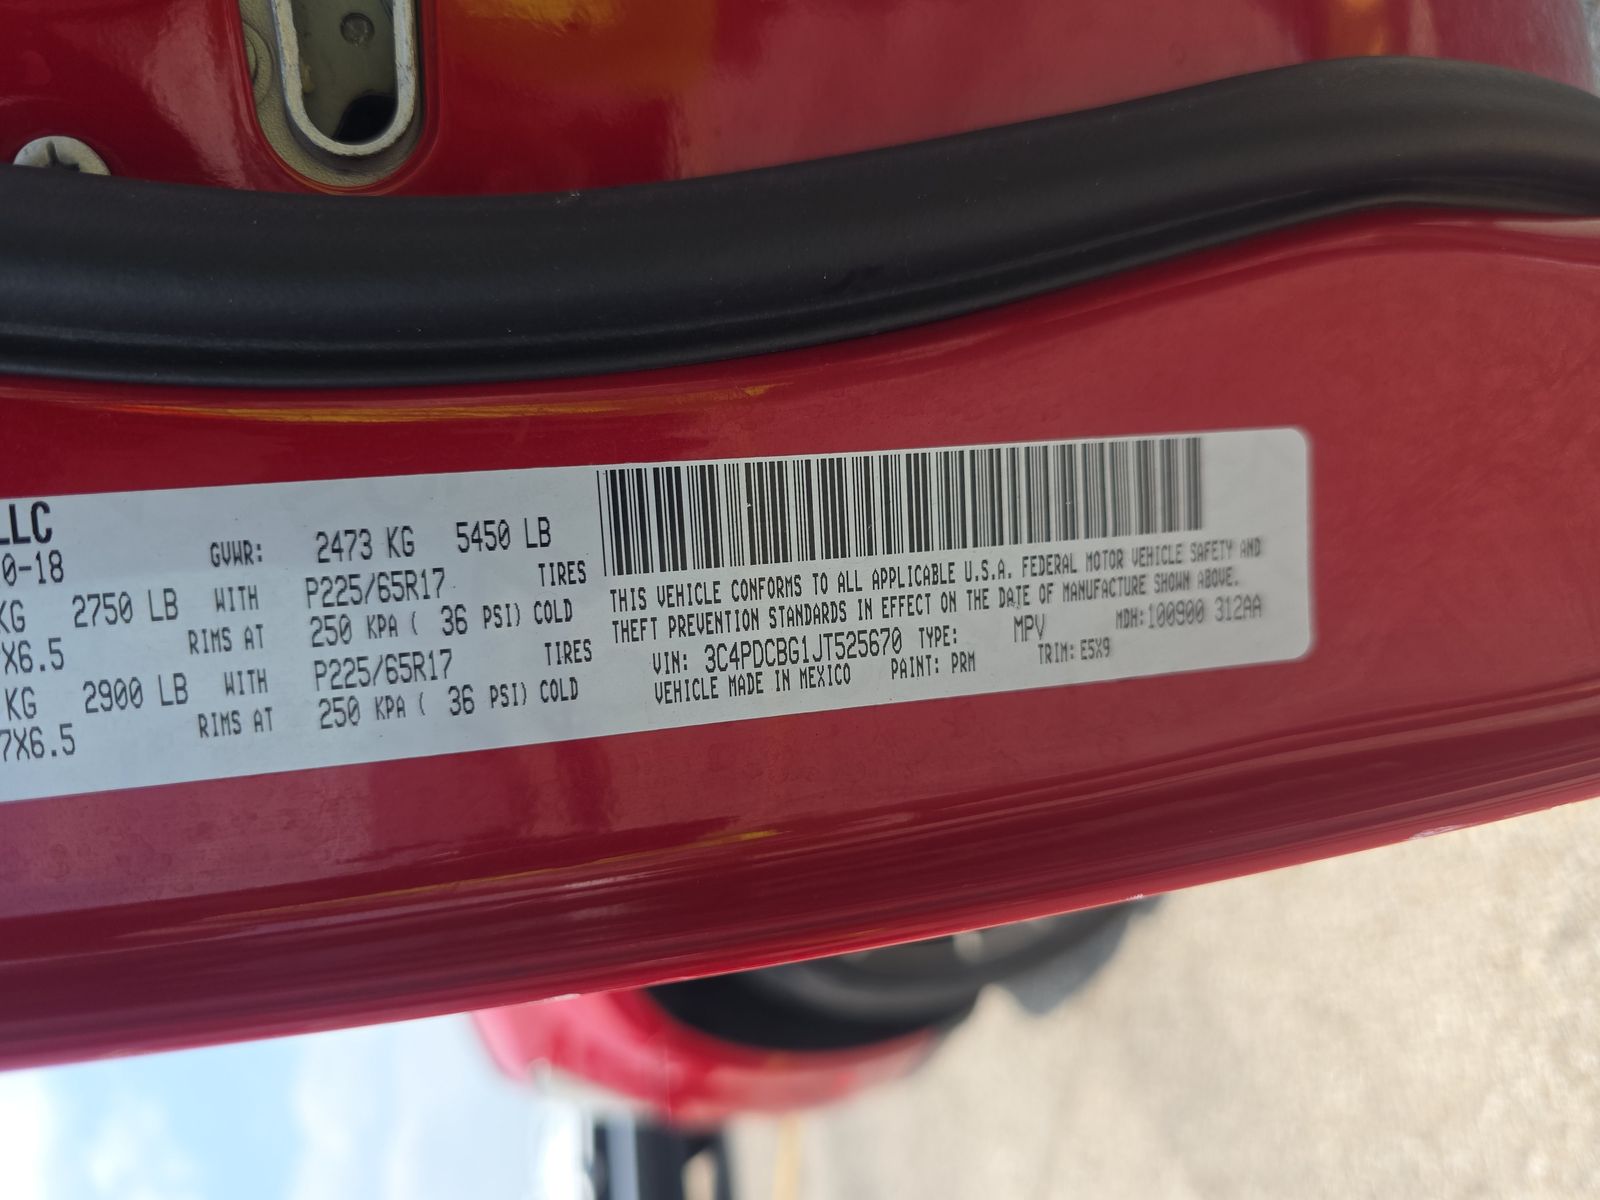 LLC
0-18
GVWR: 2473 KG 5450 LB
KG 2750 LB WITH P225/65R17 TIRES
X6.5 RIMS AT 250 KPA ( 36 PSI) COLD
KG 2900 LB WITH P225/65R17 TIRES
7X6.5 RIMS AT 250 KPA ( 36 PSI) COLD
THIS VEHICLE CONFORMS TO ALL APPLICABLE U.S.A. FEDERAL MOTOR VEHICLE SAFETY AND
THEFT PREVENTION STANDARDS IN EFFECT ON THE DATE OF MANUFACTURE SHOWN ABOVE.
VIN: 3C4PDCBG1JT525670 TYPE: MPV MDH:100900 312AA
VEHICLE MADE IN MEXICO PAINT: PRM TRIM: E5X9